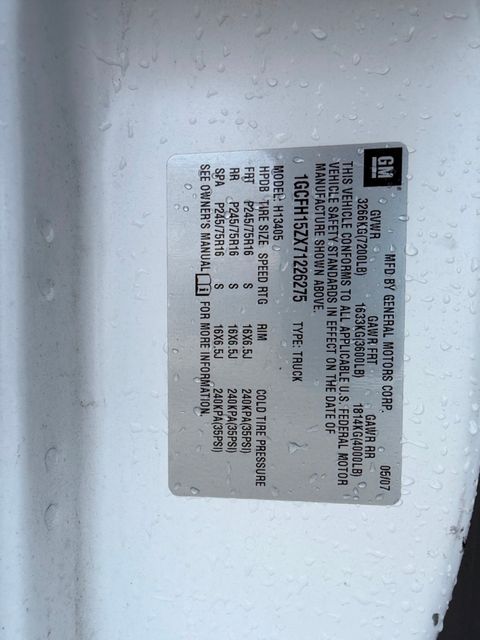 GM
MFD BY GENERAL MOTORS CORP. 05/07
GVWR GAWR FRT GAWR RR
3266KG(7200LB) 1633KG(3600LB) 1814KG(4000LB)
THIS VEHICLE CONFORMS TO ALL APPLICABLE U.S. FEDERAL MOTOR
VEHICLE SAFETY STANDARDS IN EFFECT ON THE DATE OF
MANUFACTURE SHOWN ABOVE.
1GCFH15ZX71226275 TYPE: TRUCK
MODEL: H13405
HPDB TIRE SIZE SPEED RTG RIM COLD TIRE PRESSURE
FRT P245/75R16 S 16X6.5J 240KPA(35PSI)
RR P245/75R16 S 16X6.5J 240KPA(35PSI)
SPA P245/75R16 S 16X6.5J 240KPA(35PSI)
SEE OWNER'S MANUAL FOR MORE INFORMATION.